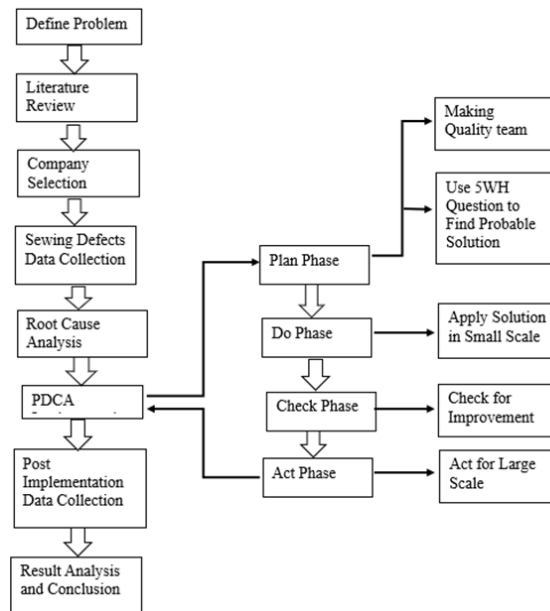 Define Problem
Literature
Review
Company
Selection
Sewing Defects
Data Collection
Root Cause
Analysis
PDCA
Post
Implementation
Data Collection
Result Analysis
and Conclusion
Plan Phase
Do Phase
Check Phase
Act Phase
Making
Quality team
Use 5WH
Question to
Find Probable
Solution
Apply Solution
in Small Scale
Check for
Improvement
Act for Large
Scale